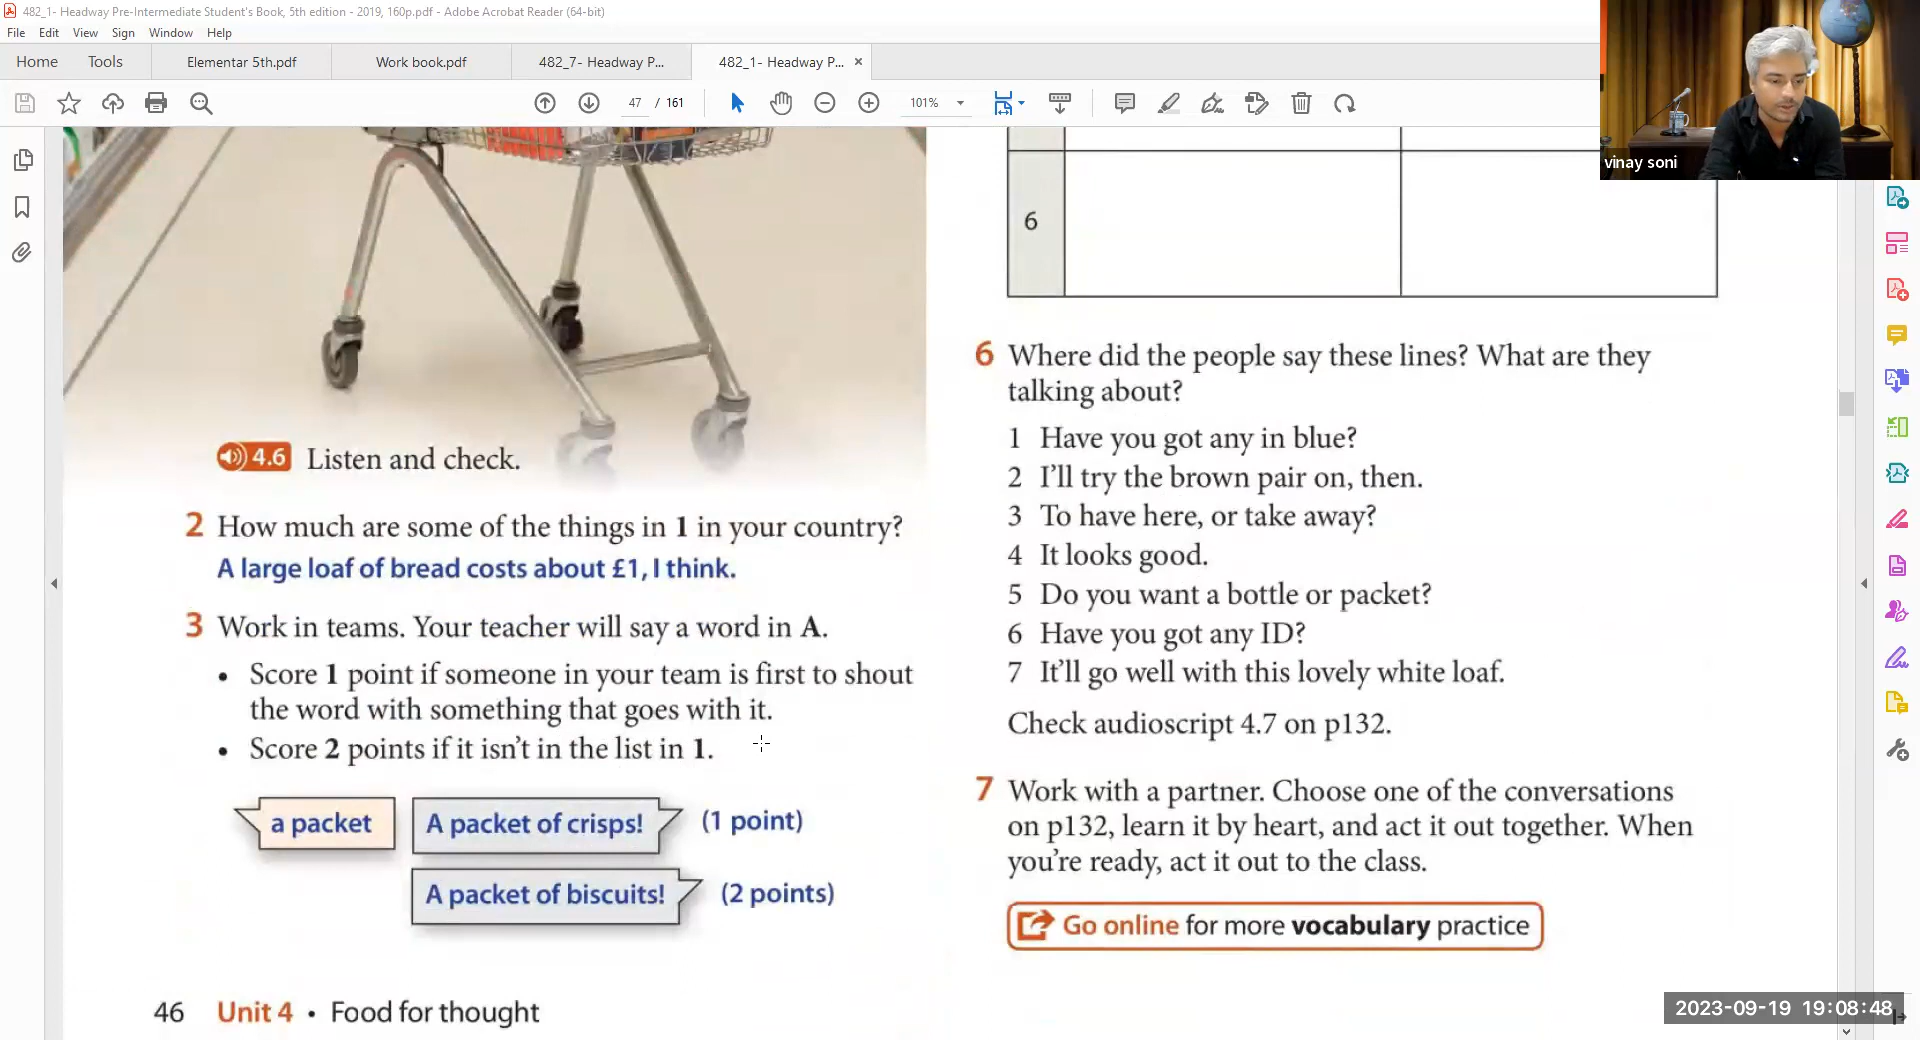 482_1- Headway Pre-Intermediate Student's Book, 5th edition - 2019, 160p.pdf - Adobe Acrobat Reader (64-bit)
File Edit View Sign Window Help
Home Tools Elementar 5th.pdf Work book.pdf 482_7- Headway P... 482_1- Headway P... ×
47 / 161 101%
vinay soni
4.6 Listen and check.
2 How much are some of the things in 1 in your country?
A large loaf of bread costs about £1, I think.
3 Work in teams. Your teacher will say a word in A.
• Score 1 point if someone in your team is first to shout
the word with something that goes with it.
• Score 2 points if it isn't in the list in 1.
a packet A packet of crisps! (1 point)
A packet of biscuits! (2 points)
46 Unit 4 • Food for thought
6
6 Where did the people say these lines? What are they
talking about?
1 Have you got any in blue?
2 I'll try the brown pair on, then.
3 To have here, or take away?
4 It looks good.
5 Do you want a bottle or packet?
6 Have you got any ID?
7 It'll go well with this lovely white loaf.
Check audioscript 4.7 on p132.
7 Work with a partner. Choose one of the conversations
on p132, learn it by heart, and act it out together. When
you're ready, act it out to the class.
Go online for more vocabulary practice
2023-09-19 19:08:48